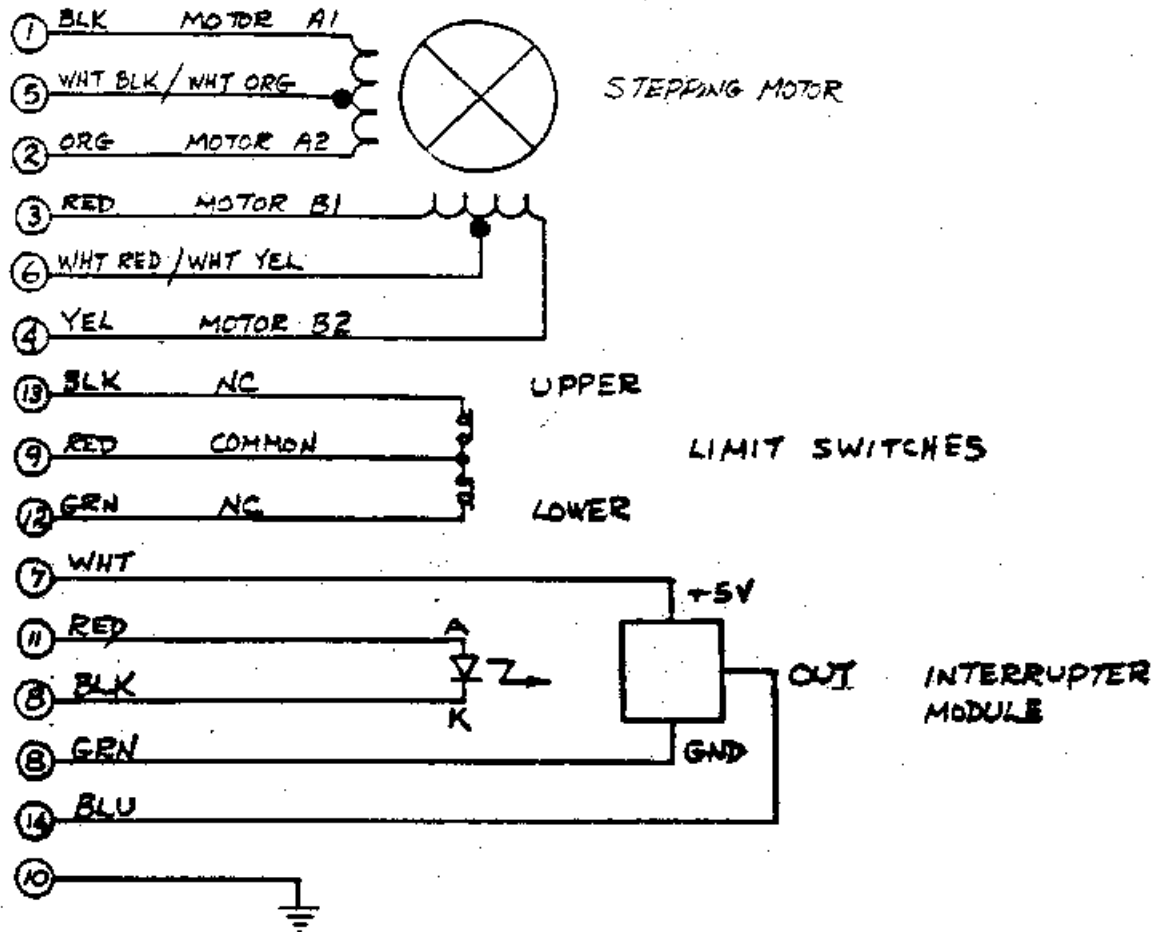 1 BLK MOTOR A1
5 WHT BLK / WHT ORG
STEPPING MOTOR
2 ORG MOTOR A2
3 RED MOTOR B1
6 WHT RED / WHT YEL
4 YEL MOTOR B2
13 BLK NC UPPER
9 RED COMMON
LIMIT SWITCHES
12 GRN NC LOWER
7 WHT
+5V
11 RED A
OUT INTERRUPTER
MODULE
8 BLK K
8 GRN GND
14 BLU
10